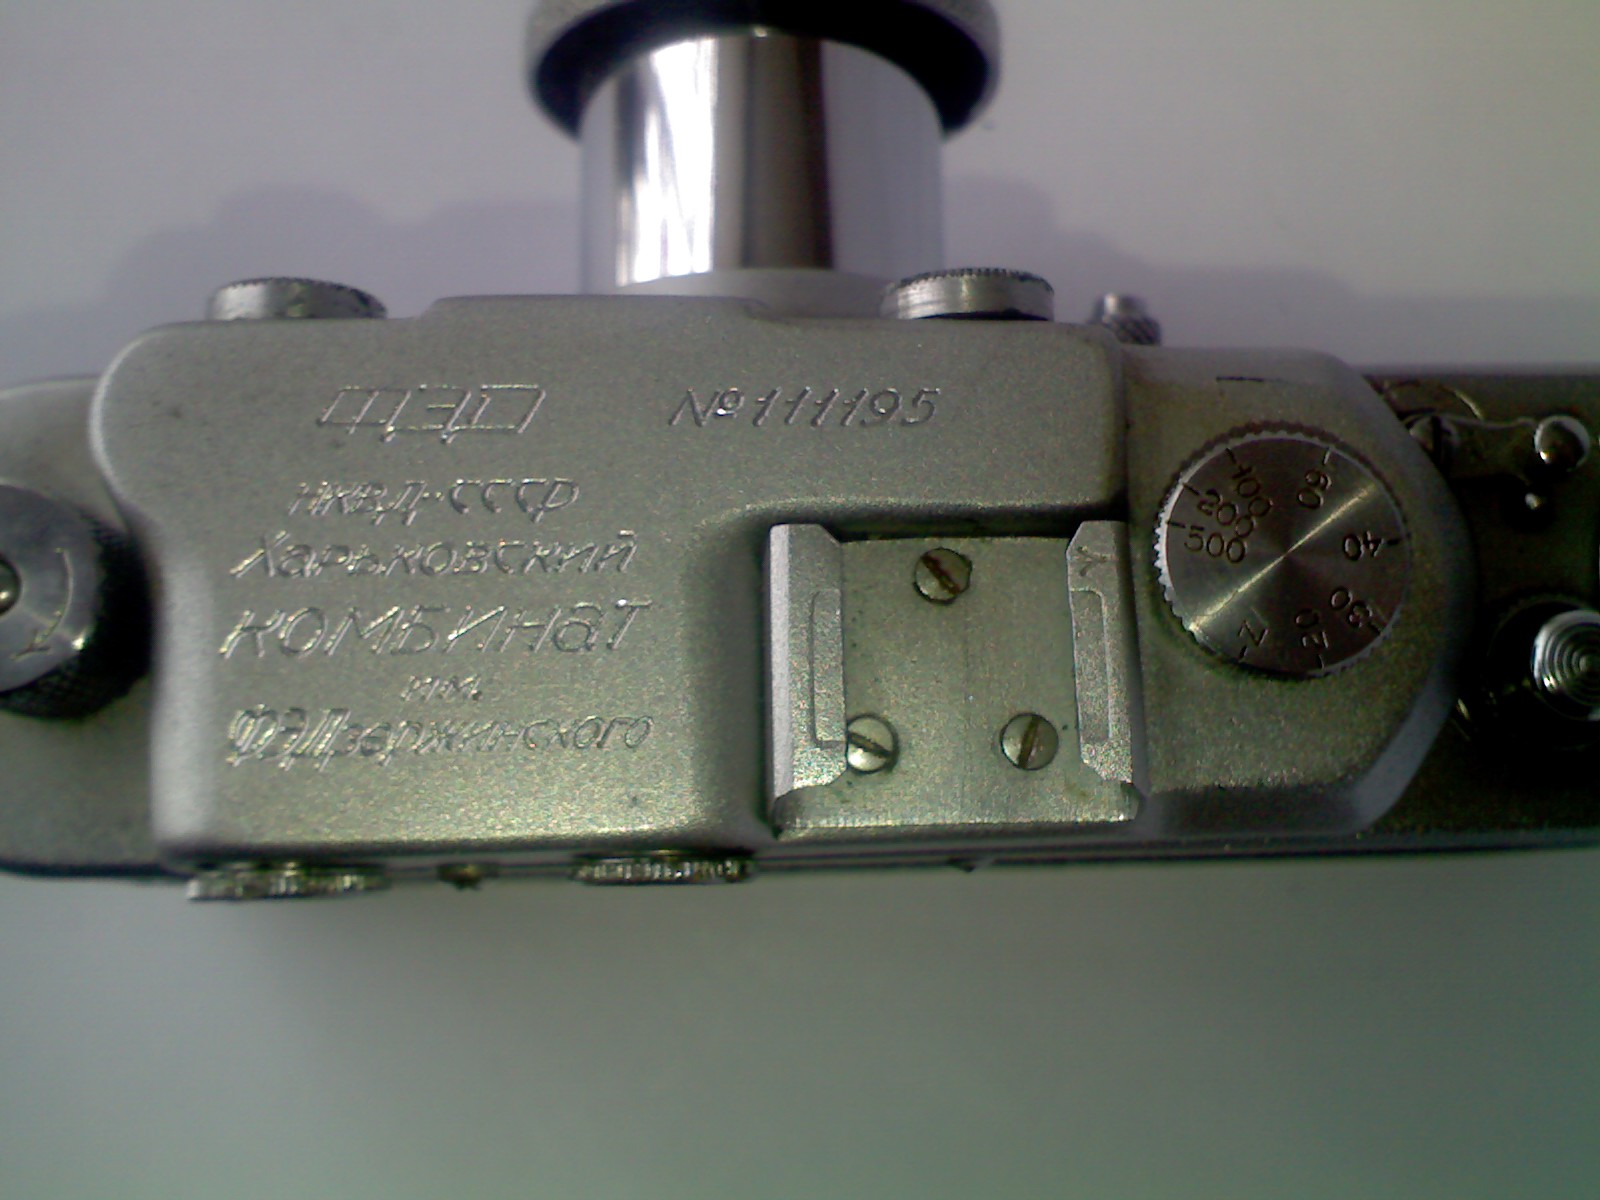 ФЭД №111195
НКВД-СССР
Харьковский
КОМБИНАТ
им.
Ф.Э.Дзержинского
Z 20 30 40 60 100 200 500